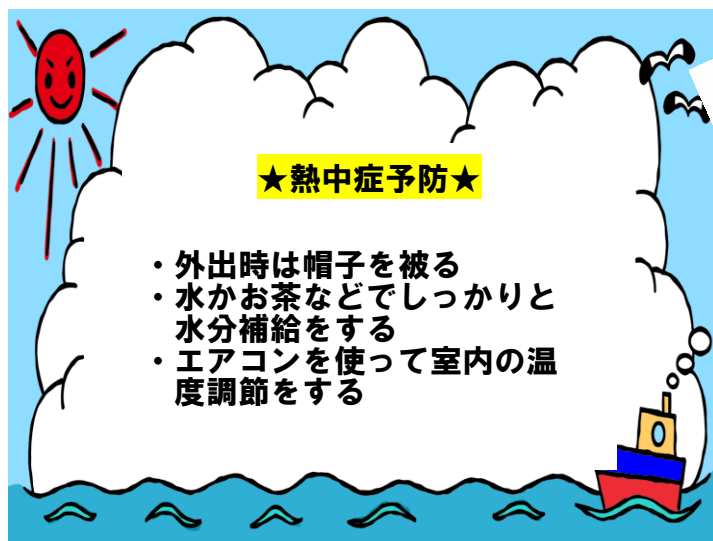 ★熱中症予防★
・外出時は帽子を被る
・水かお茶などでしっかりと
水分補給をする
・エアコンを使って室内の温
度調節をする